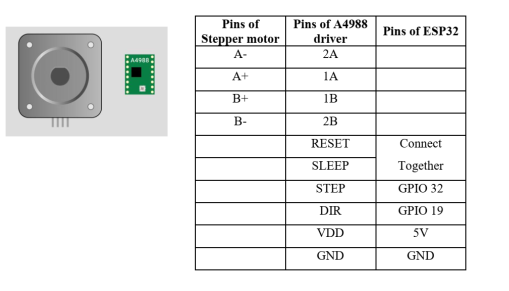 A4988
Pins of Stepper motor | Pins of A4988 driver | Pins of ESP32
A- | 2A
A+ | 1A
B+ | 1B
B- | 2B
RESET | Connect
SLEEP | Together
STEP | GPIO 32
DIR | GPIO 19
VDD | 5V
GND | GND